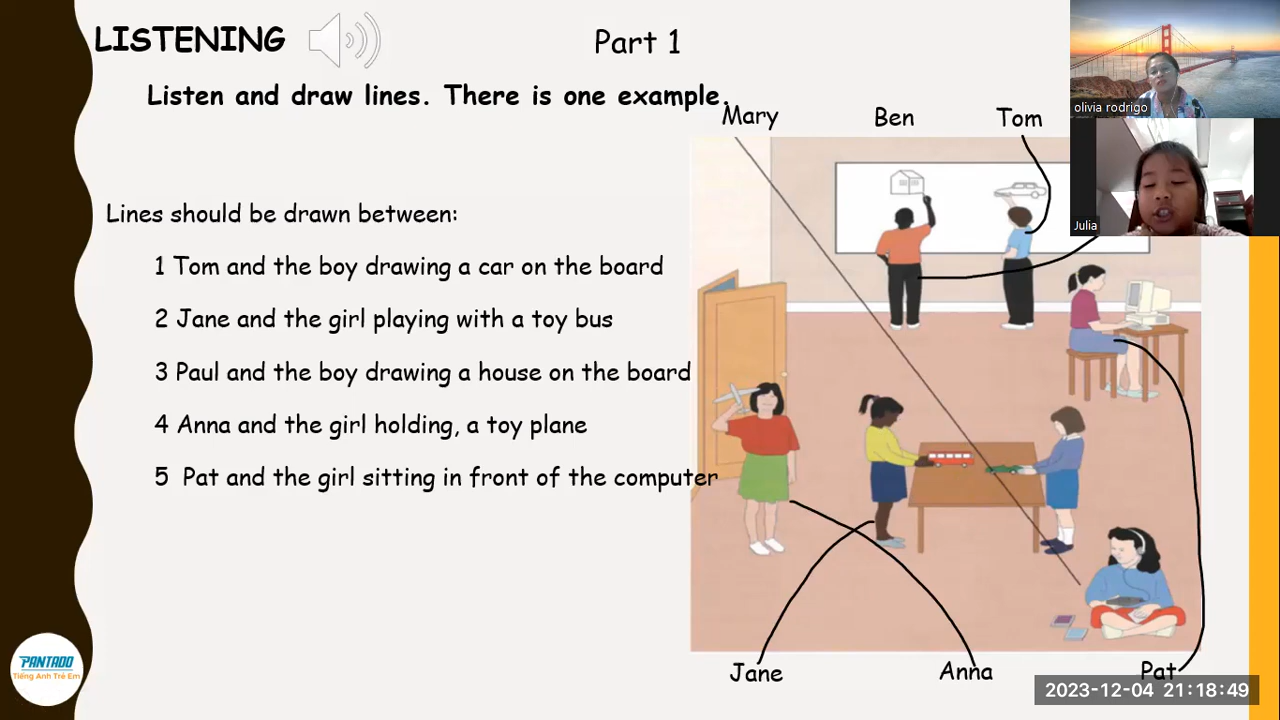 LISTENING
Part 1
Listen and draw lines. There is one example.
Mary
Ben
Tom
olivia rodrigo
Julia
Lines should be drawn between:
1 Tom and the boy drawing a car on the board
2 Jane and the girl playing with a toy bus
3 Paul and the boy drawing a house on the board
4 Anna and the girl holding, a toy plane
5 Pat and the girl sitting in front of the computer
Jane
Anna
Pat
PANTADO
Tiếng Anh Trẻ Em
2023-12-04 21:18:49